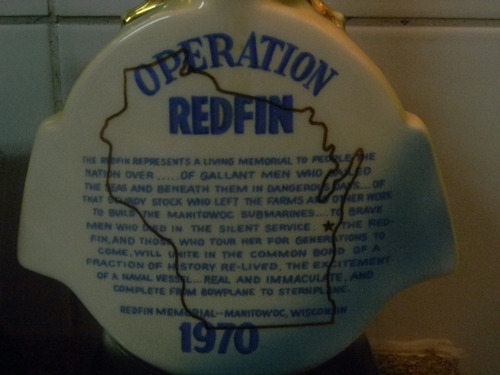 OPERATION
REDFIN
THE REDFIN REPRESENTS A LIVING MEMORIAL TO PEOPLE THE
NATION OVER .....OF GALLANT MEN WHO SAILED
THE SEAS AND BENEATH THEM IN DANGEROUS DAYS...OF
THAT STURDY STOCK WHO LEFT THE FARMS AND OTHER WORK
TO BUILD THE MANITOWOC SUBMARINES...TO BRAVE
MEN WHO DIED IN THE SILENT SERVICE. THE RED-
FIN, AND THOSE WHO TOUR HER FOR GENERATIONS TO
COME, WILL UNITE IN THE COMMON BOND OF A
FRACTION OF HISTORY RE-LIVED, THE EXCITEMENT
OF A NAVAL VESSEL...REAL AND IMMACULATE, AND
COMPLETE FROM BOWPLANE TO STERNPLANE.
REDFIN MEMORIAL--MANITOWOC, WISCONSIN
1970